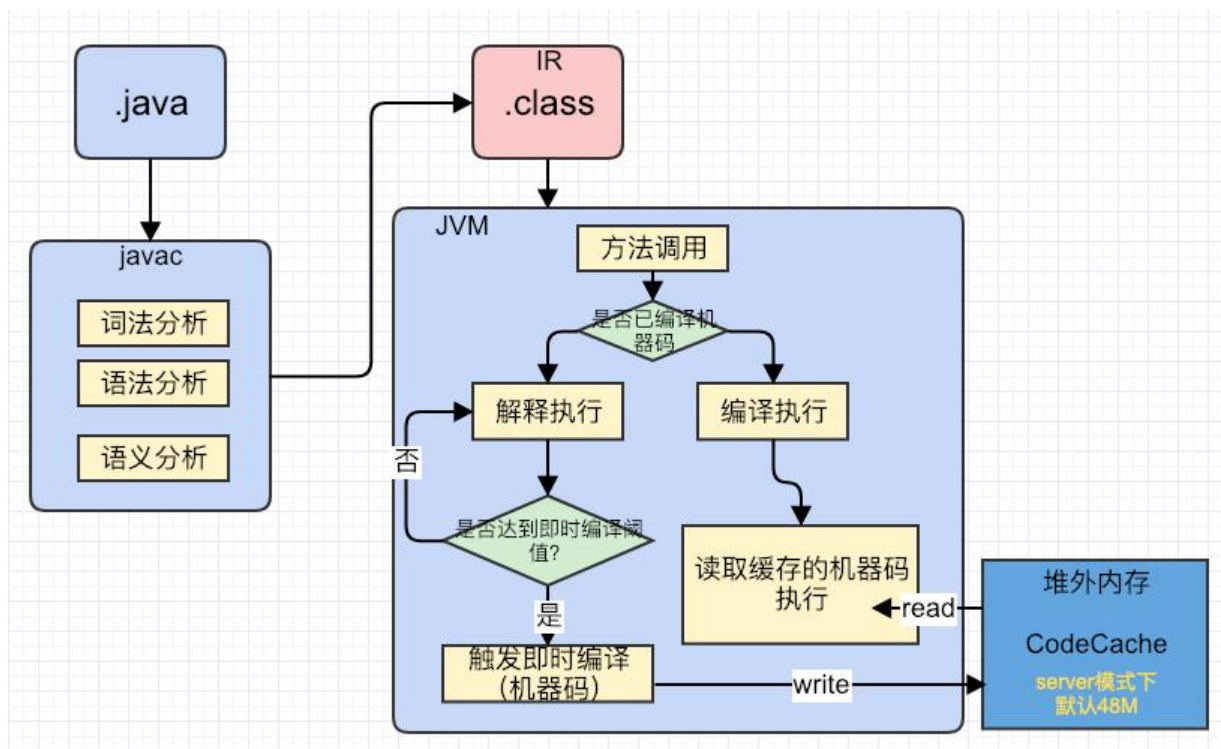 .java
IR
.class
javac
词法分析
语法分析
语义分析
JVM
方法调用
是否已编译机
器码
解释执行
编译执行
否
是否达到即时编译阈
值?
是
触发即时编译
（机器码）
读取缓存的机器码
执行
read
write
堆外内存
CodeCache
server模式下
默认48M